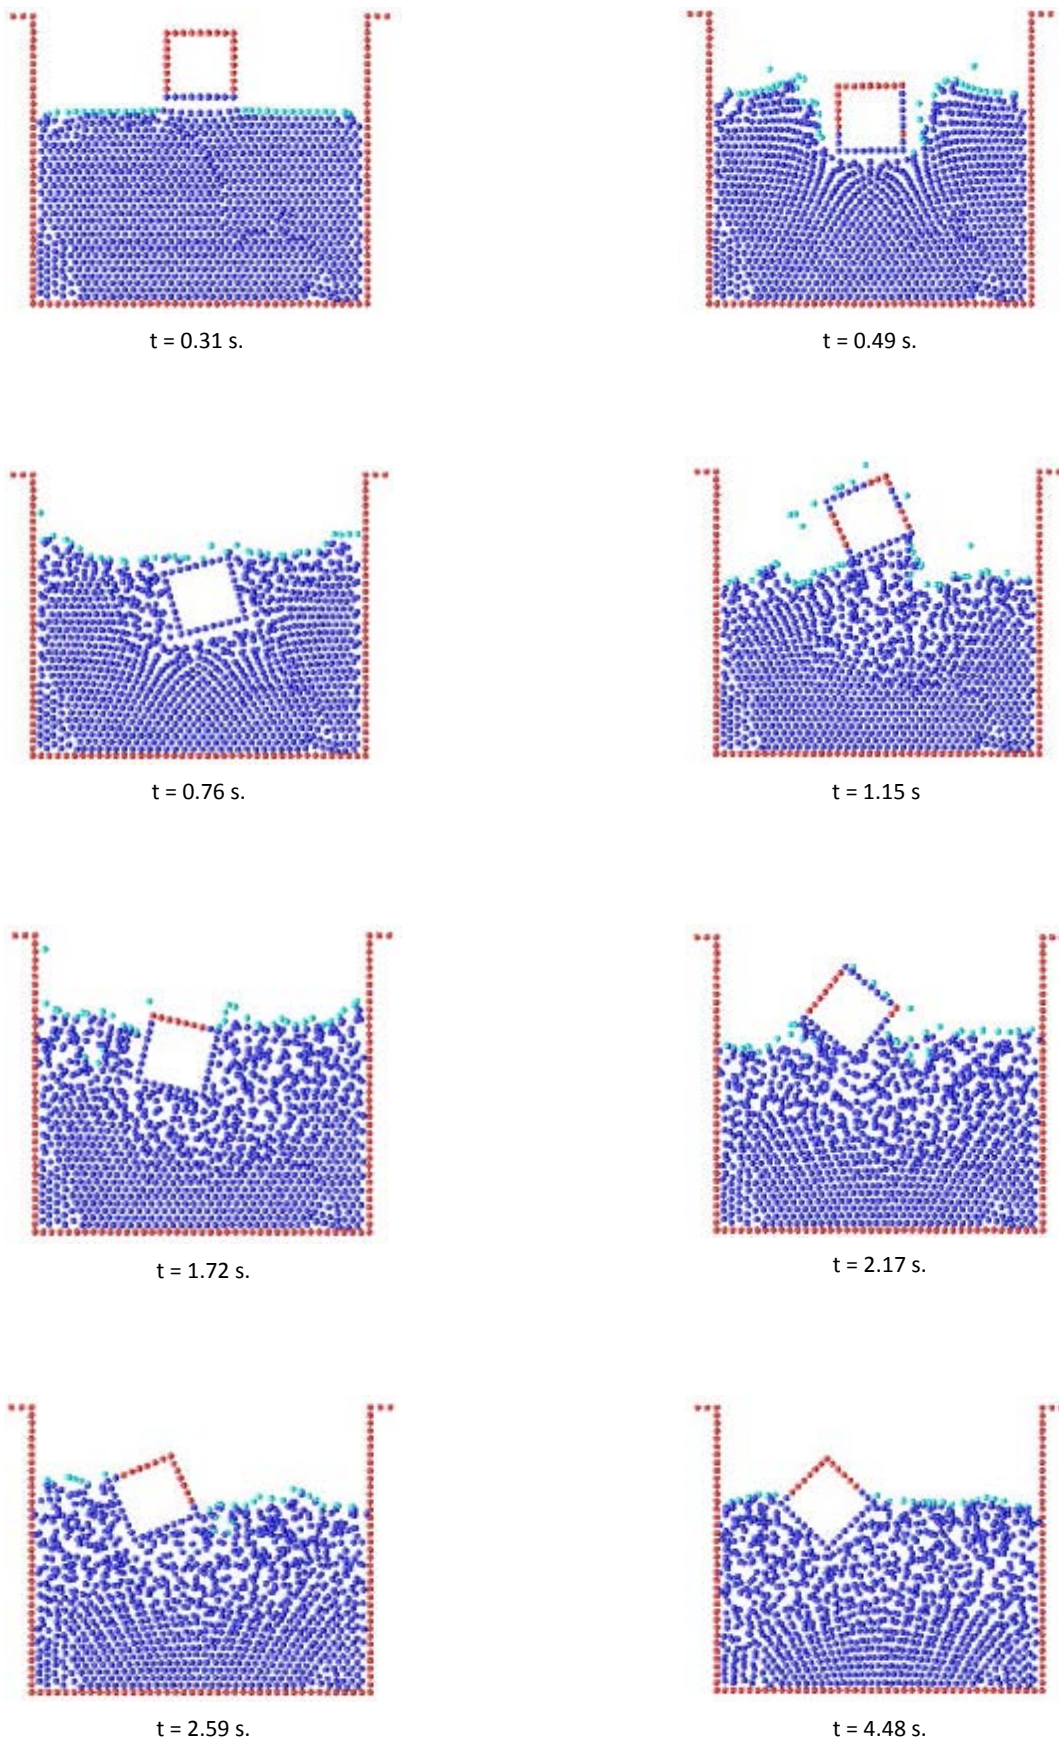 t = 0.31 s.
t = 0.49 s.
t = 0.76 s.
t = 1.15 s
t = 1.72 s.
t = 2.17 s.
t = 2.59 s.
t = 4.48 s.